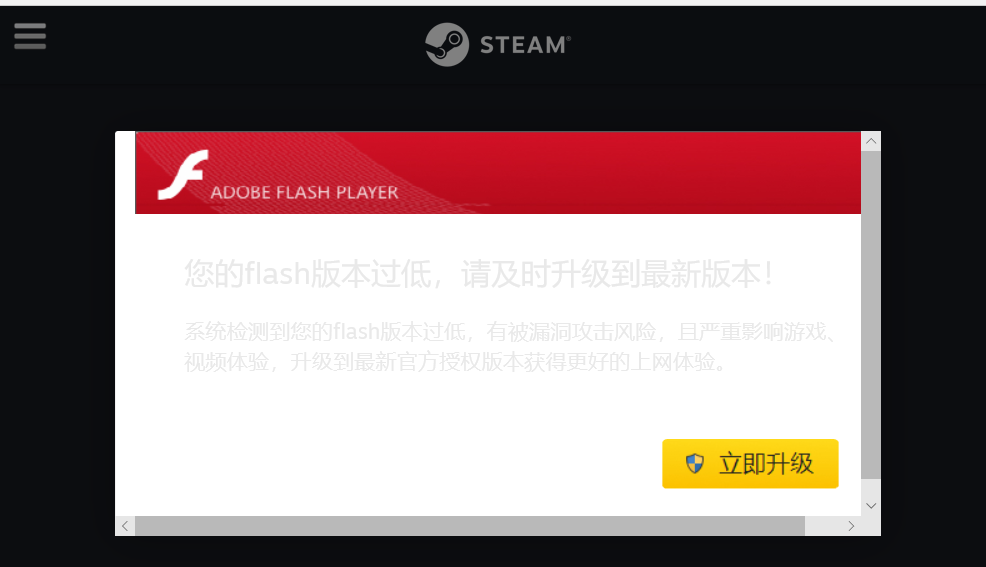 STEAM®
ADOBE FLASH PLAYER
您的flash版本过低，请及时升级到最新版本！
系统检测到您的flash版本过低，有被漏洞攻击风险，且严重影响游戏、
视频体验，升级到最新官方授权版本获得更好的上网体验。
立即升级